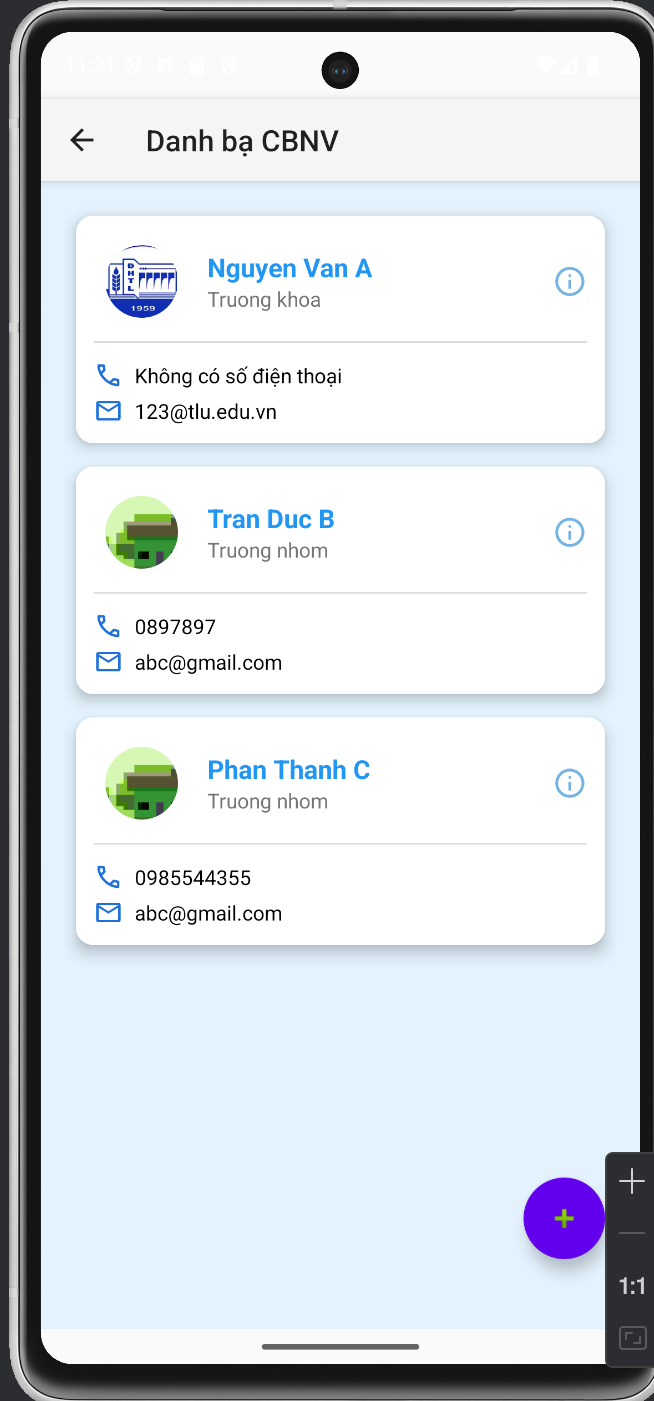 11:21
Danh bạ CBNV
ĐHTL
1959
Nguyen Van A
Truong khoa
Không có số điện thoại
123@tlu.edu.vn
Tran Duc B
Truong nhom
0897897
abc@gmail.com
Phan Thanh C
Truong nhom
0985544355
abc@gmail.com
+
1:1